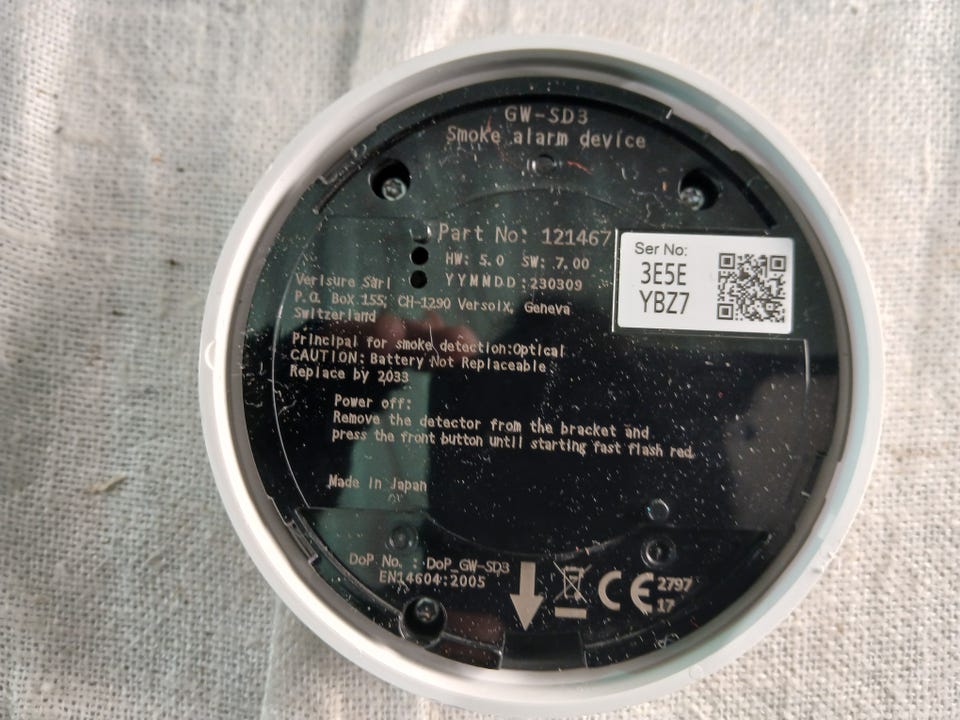 GW-SD3
Smoke alarm device
Part No: 121467
HW: 5.0 SW: 7.00
YYMMDD:230309
Ser No:
3E5E
YBZ7
Verisure Sàrl
P.O. Box 155, CH-1290 Versoix, Geneva
Switzerland
Principal for smoke detection:Optical
CAUTION: Battery Not Replaceable
Replace by 2033
Power off:
Remove the detector from the bracket and
press the front button until starting fast flash red.
Made in Japan
DoP No. : DoP_GW-SD3
EN14604:2005
CE 2797
17